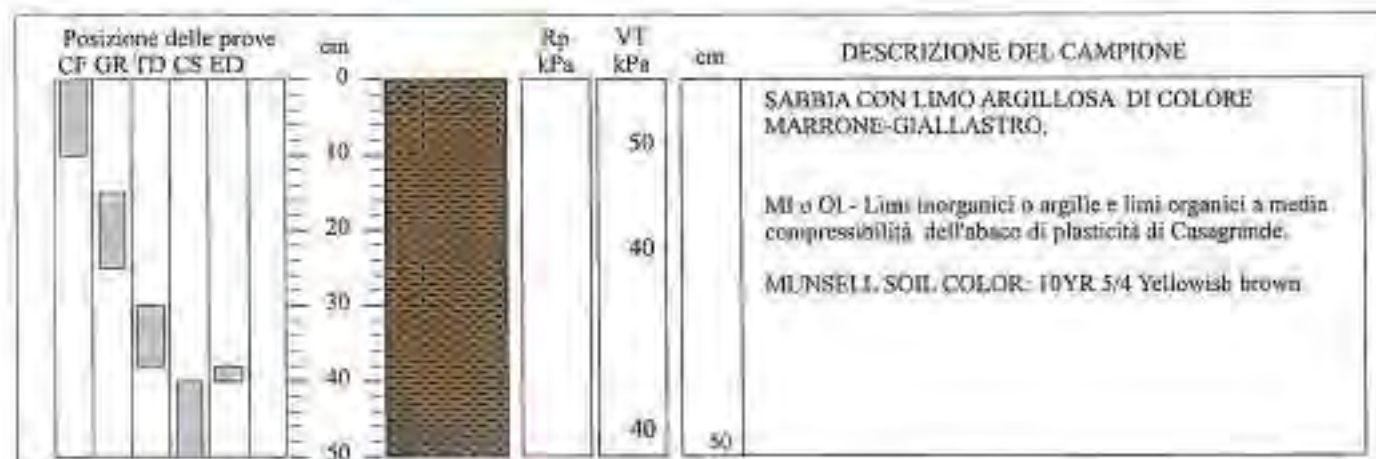 Posizione delle prove
CF GR TD CS ED
cm
0
10
20
30
40
50
Rp
kPa
VT
kPa
50
40
40
cm
50
DESCRIZIONE DEL CAMPIONE
SABBIA CON LIMO ARGILLOSA DI COLORE
MARRONE-GIALLASTRO.
MI o OI - Limi inorganici o argille e limi organici a media
compressibilità dell'abaco di plasticità di Casagrande.
MUNSELL SOIL COLOR: 10YR 5/4 Yellowish brown